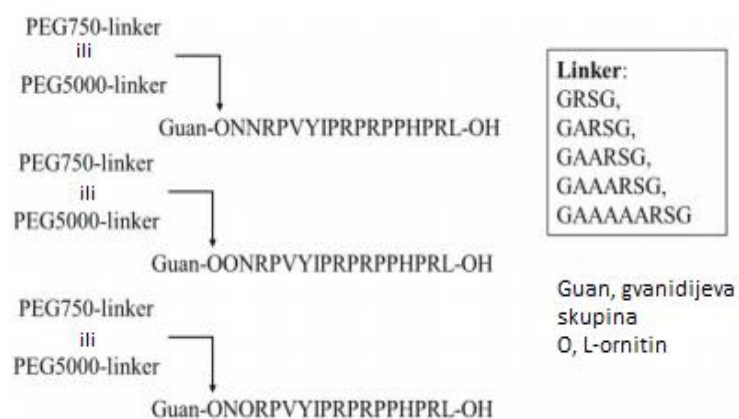 PEG750-linker
ili
PEG5000-linker
Guan-ONNRPVYIPRPRPPHPRL-OH
PEG750-linker
ili
PEG5000-linker
Guan-OONRPVYIPRPRPPHPRL-OH
PEG750-linker
ili
PEG5000-linker
Guan-ONORPVYIPRPRPPHPRL-OH
Linker:
GRSG,
GARSG,
GAARSG,
GAAARSG,
GAAAAARSG
Guan, gvanidijeva
skupina
O, L-ornitin